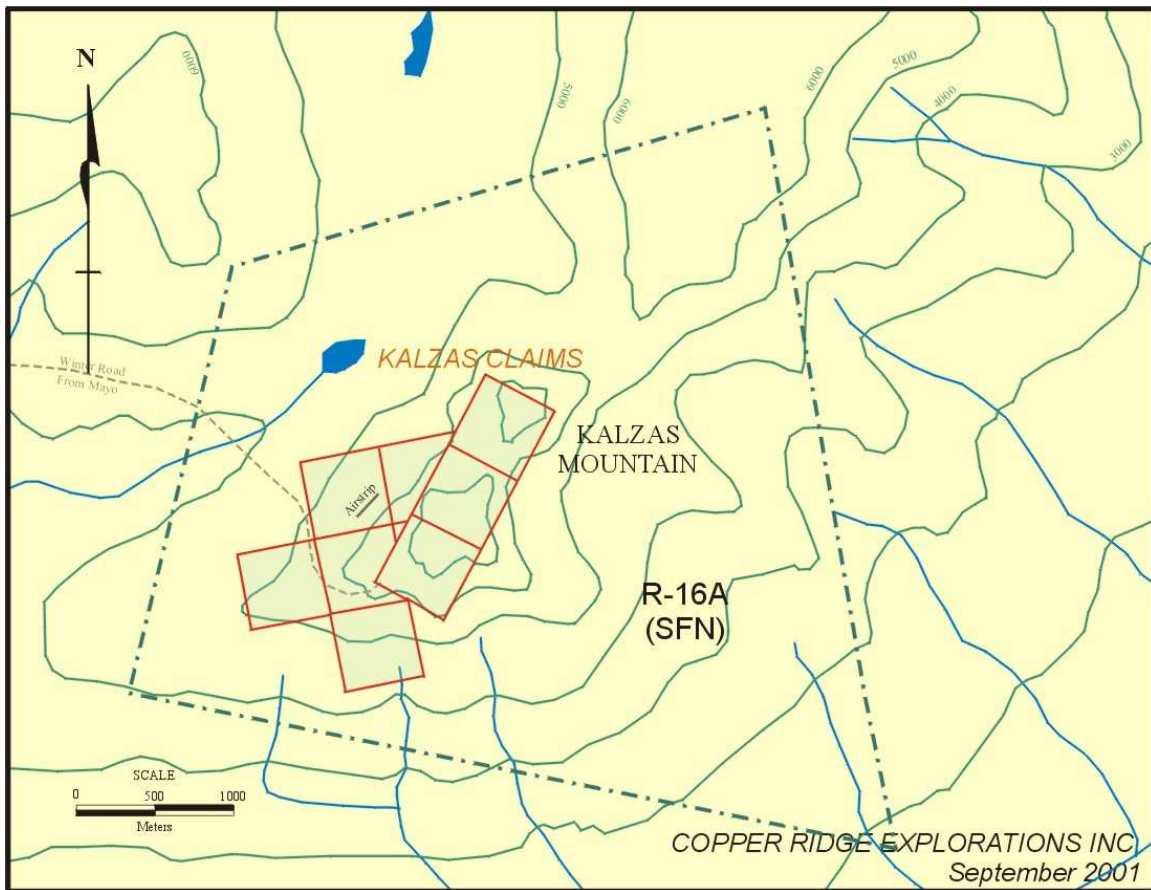 N
6000
5000
6000
6000
5000
4000
3000
Winter Road
From Mayo
KALZAS CLAIMS
KALZAS
MOUNTAIN
Airstrip
R-16A
(SFN)
SCALE
0 500 1000
Meters
COPPER RIDGE EXPLORATIONS INC
September 2001